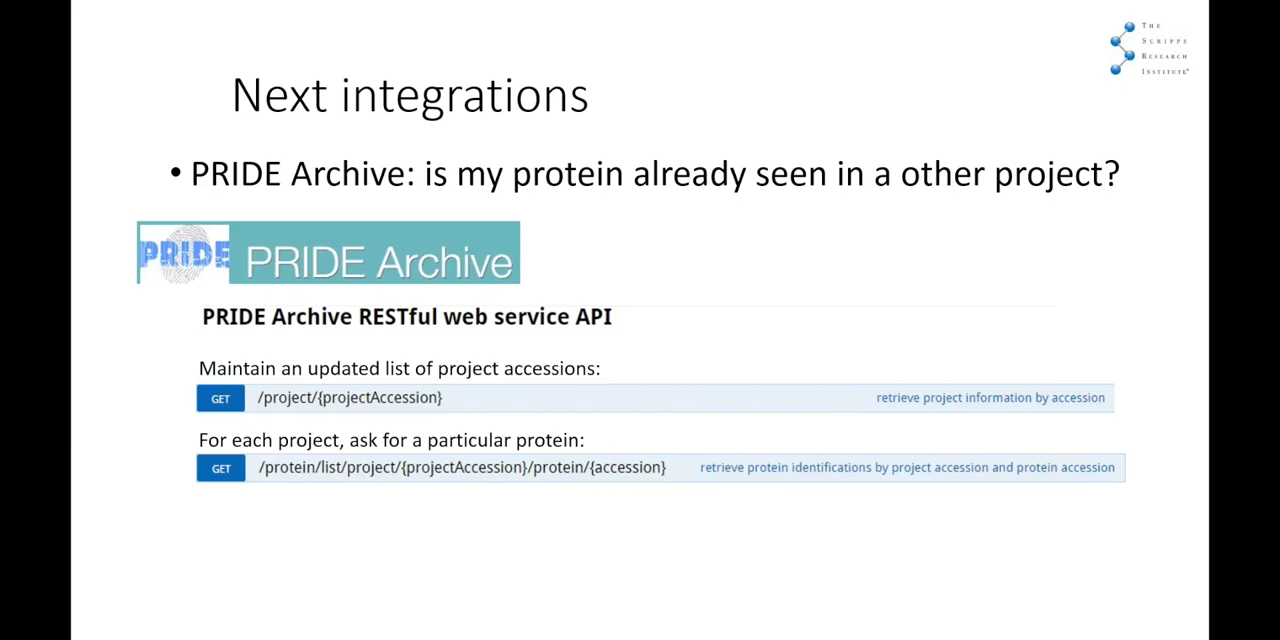 THE
SCRIPPS
RESEARCH
INSTITUTE®
Next integrations
• PRIDE Archive: is my protein already seen in a other project?
PRIDE PRIDE Archive
PRIDE Archive RESTful web service API
Maintain an updated list of project accessions:
GET /project/{projectAccession} retrieve project information by accession
For each project, ask for a particular protein:
GET /protein/list/project/{projectAccession}/protein/{accession} retrieve protein identifications by project accession and protein accession